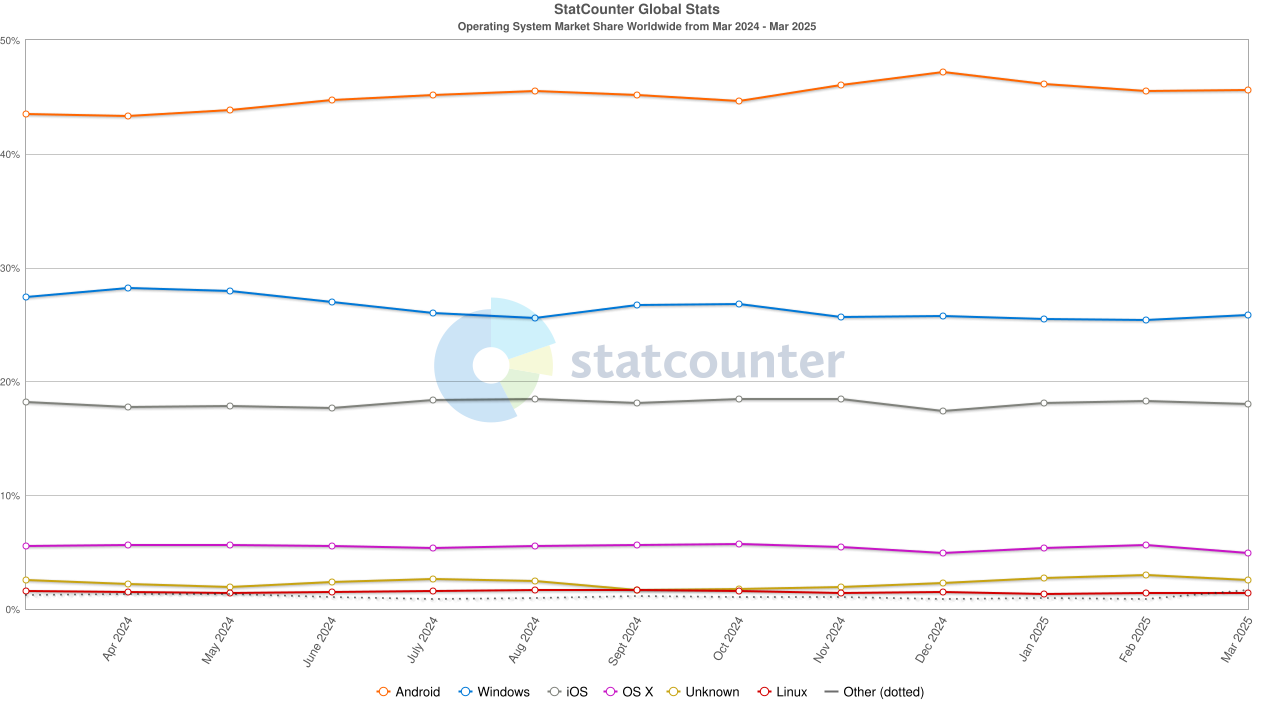 StatCounter Global Stats
Operating System Market Share Worldwide from Mar 2024 - Mar 2025
50%
40%
30%
20%
10%
0%
statcounter
Apr 2024 May 2024 June 2024 July 2024 Aug 2024 Sept 2024 Oct 2024 Nov 2024 Dec 2024 Jan 2025 Feb 2025 Mar 2025
Android Windows iOS OS X Unknown Linux Other (dotted)